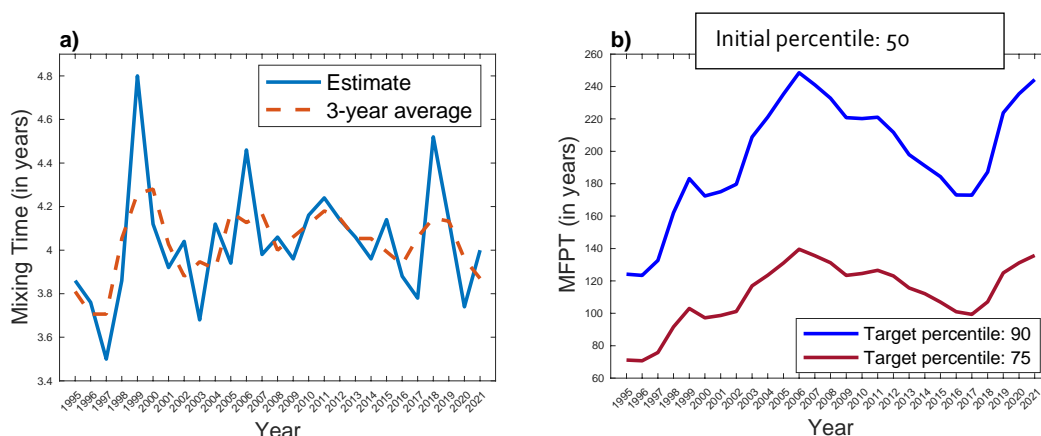 a)
4.8
4.6
4.4
4.2
4
3.8
3.6
3.4
Mixing Time (in years)
Estimate
3-year average
1995 1996 1997 1998 1999 2000 2001 2002 2003 2004 2005 2006 2007 2008 2009 2010 2011 2012 2013 2014 2015 2016 2017 2018 2019 2020 2021
Year
b)
Initial percentile: 50
260
240
220
200
180
160
140
120
100
80
60
MFPT (in years)
Target percentile: 90
Target percentile: 75
1995 1996 1997 1998 1999 2000 2001 2002 2003 2004 2005 2006 2007 2008 2009 2010 2011 2012 2013 2014 2015 2016 2017 2018 2019 2020 2021
Year